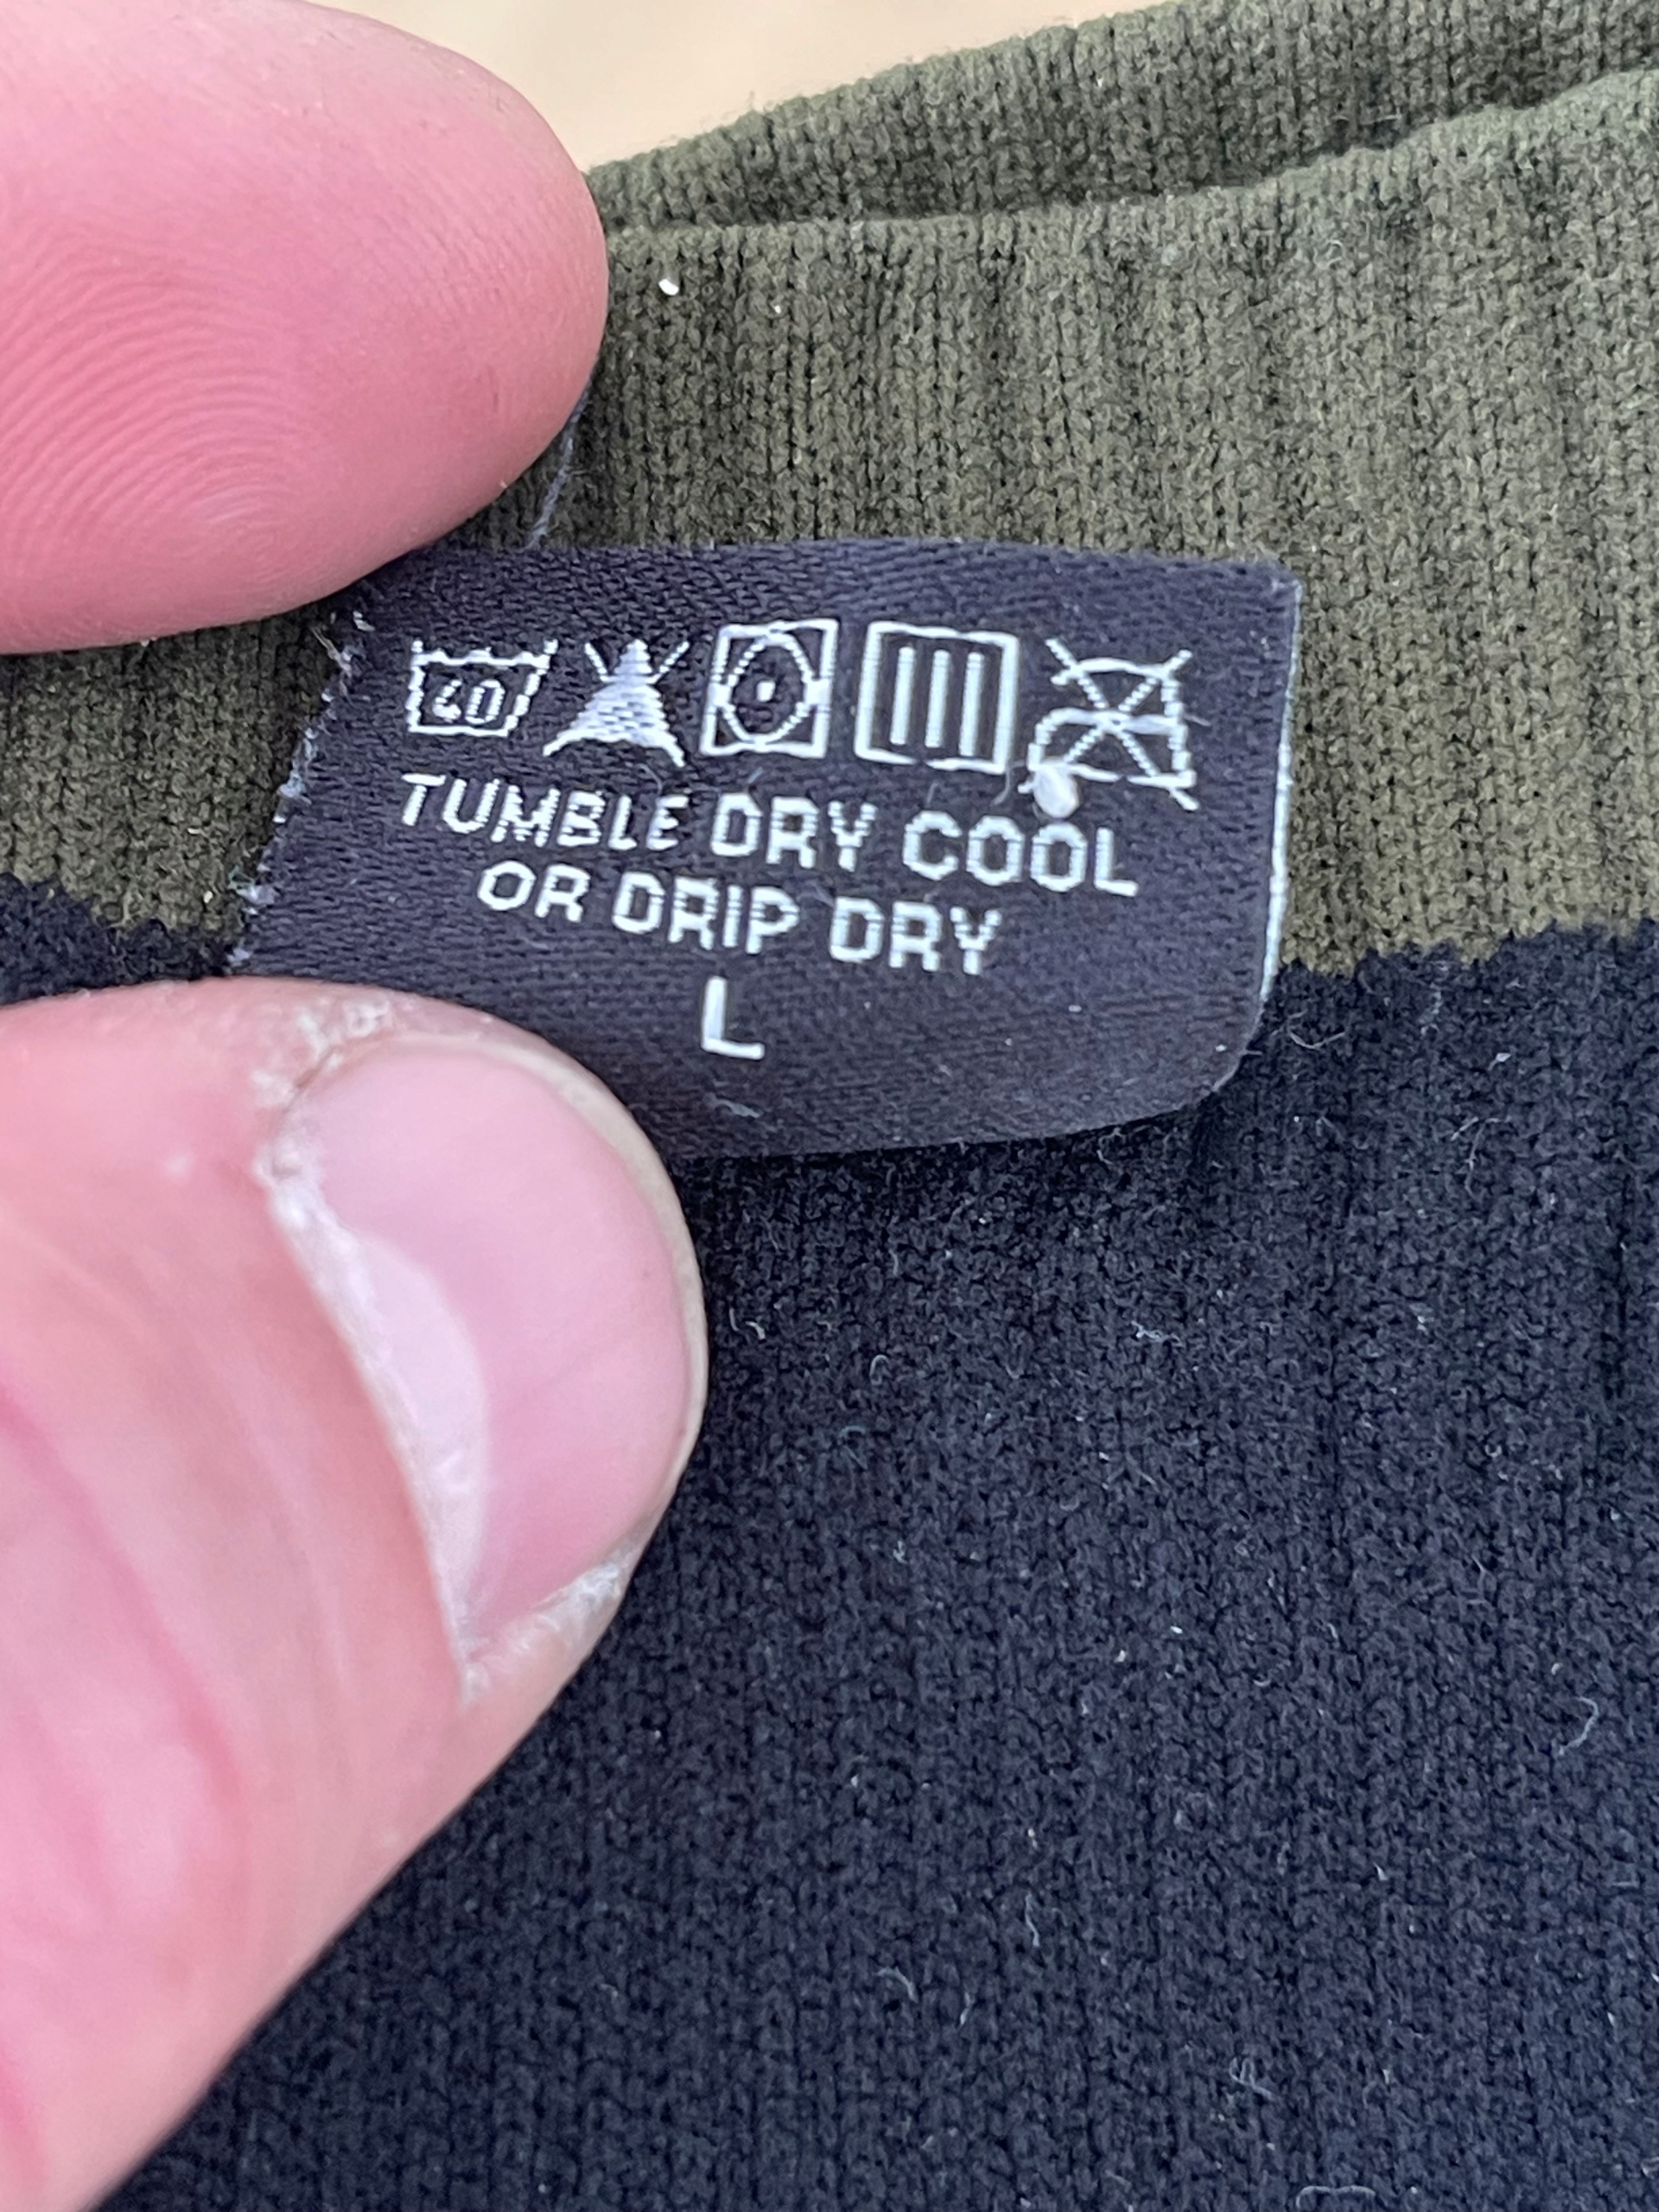 40
TUMBLE DRY COOL
OR DRIP DRY
L